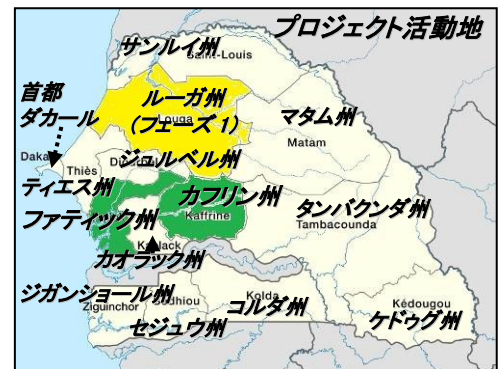 プロジェクト活動地
サンルイ州
Saint-Louis
首都
ダカール
ルーガ州
Louga
(フェーズ1)
マタム州
Matam
Dakar
Thiès
ジュルベル州
ティエス州
カフリン州
Kaffrine
ファティック州
タンバクンダ州
Tambacounda
Kaolack
カオラック州
ジガンショール州
Ziguinchor
コルダ州
Kolda
セジュウ州
Kédougou
ケドゥグ州